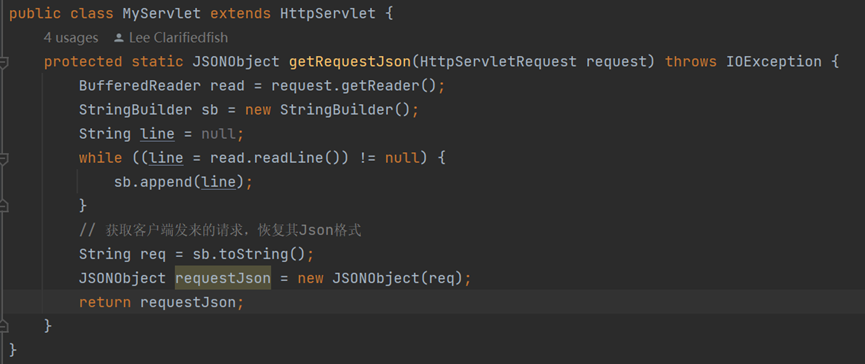 public class MyServlet extends HttpServlet {
4 usages Lee Clarifiedfish
protected static JSONObject getRequestJson(HttpServletRequest request) throws IOException {
BufferedReader read = request.getReader();
StringBuilder sb = new StringBuilder();
String line = null;
while ((line = read.readLine()) != null) {
sb.append(line);
}
// 获取客户端发来的请求，恢复其Json格式
String req = sb.toString();
JSONObject requestJson = new JSONObject(req);
return requestJson;
}
}